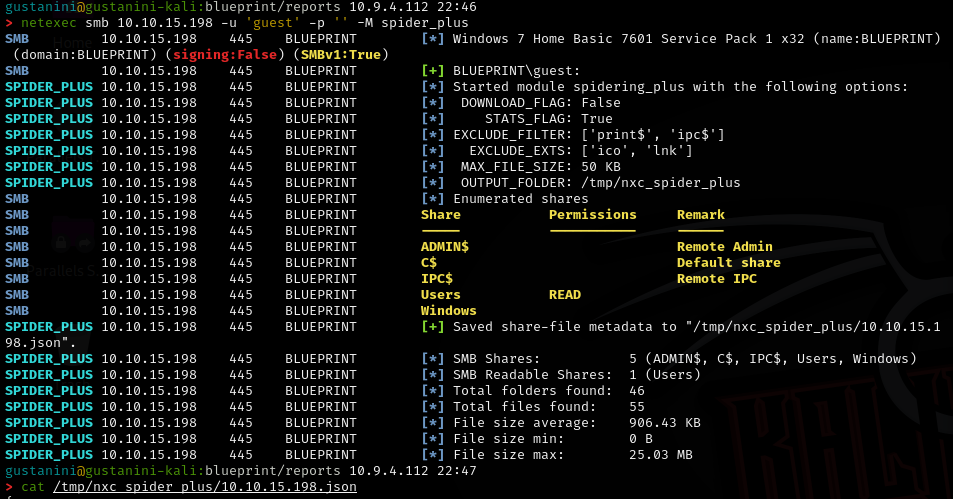 gustanini@gustanini-kali:blueprint/reports 10.9.4.112 22:46
> netexec smb 10.10.15.198 -u 'guest' -p '' -M spider_plus
SMB 10.10.15.198 445 BLUEPRINT [*] Windows 7 Home Basic 7601 Service Pack 1 x32 (name:BLUEPRINT)
(domain:BLUEPRINT) (signing:False) (SMBv1:True)
SMB 10.10.15.198 445 BLUEPRINT [+] BLUEPRINT\guest:
SPIDER_PLUS 10.10.15.198 445 BLUEPRINT [*] Started module spidering_plus with the following options:
SPIDER_PLUS 10.10.15.198 445 BLUEPRINT [*] DOWNLOAD_FLAG: False
SPIDER_PLUS 10.10.15.198 445 BLUEPRINT [*] STATS_FLAG: True
SPIDER_PLUS 10.10.15.198 445 BLUEPRINT [*] EXCLUDE_FILTER: ['print$', 'ipc$']
SPIDER_PLUS 10.10.15.198 445 BLUEPRINT [*] EXCLUDE_EXTS: ['ico', 'lnk']
SPIDER_PLUS 10.10.15.198 445 BLUEPRINT [*] MAX_FILE_SIZE: 50 KB
SPIDER_PLUS 10.10.15.198 445 BLUEPRINT [*] OUTPUT_FOLDER: /tmp/nxc_spider_plus
SMB 10.10.15.198 445 BLUEPRINT [*] Enumerated shares
SMB 10.10.15.198 445 BLUEPRINT Share Permissions Remark
SMB 10.10.15.198 445 BLUEPRINT ----- ----------- ------
SMB 10.10.15.198 445 BLUEPRINT ADMIN$ Remote Admin
SMB 10.10.15.198 445 BLUEPRINT C$ Default share
SMB 10.10.15.198 445 BLUEPRINT IPC$ Remote IPC
SMB 10.10.15.198 445 BLUEPRINT Users READ
SMB 10.10.15.198 445 BLUEPRINT Windows
SPIDER_PLUS 10.10.15.198 445 BLUEPRINT [+] Saved share-file metadata to "/tmp/nxc_spider_plus/10.10.15.1
98.json".
SPIDER_PLUS 10.10.15.198 445 BLUEPRINT [*] SMB Shares: 5 (ADMIN$, C$, IPC$, Users, Windows)
SPIDER_PLUS 10.10.15.198 445 BLUEPRINT [*] SMB Readable Shares: 1 (Users)
SPIDER_PLUS 10.10.15.198 445 BLUEPRINT [*] Total folders found: 46
SPIDER_PLUS 10.10.15.198 445 BLUEPRINT [*] Total files found: 55
SPIDER_PLUS 10.10.15.198 445 BLUEPRINT [*] File size average: 906.43 KB
SPIDER_PLUS 10.10.15.198 445 BLUEPRINT [*] File size min: 0 B
SPIDER_PLUS 10.10.15.198 445 BLUEPRINT [*] File size max: 25.03 MB
gustanini@gustanini-kali:blueprint/reports 10.9.4.112 22:47
> cat /tmp/nxc_spider_plus/10.10.15.198.json